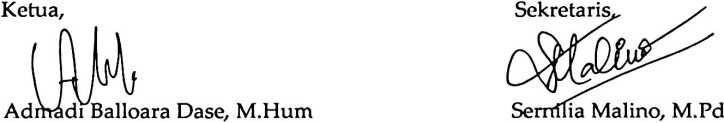 Ketua, Sekretaris,
Admadi Balloara Dase, M.Hum Sermilia Malino, M.Pd